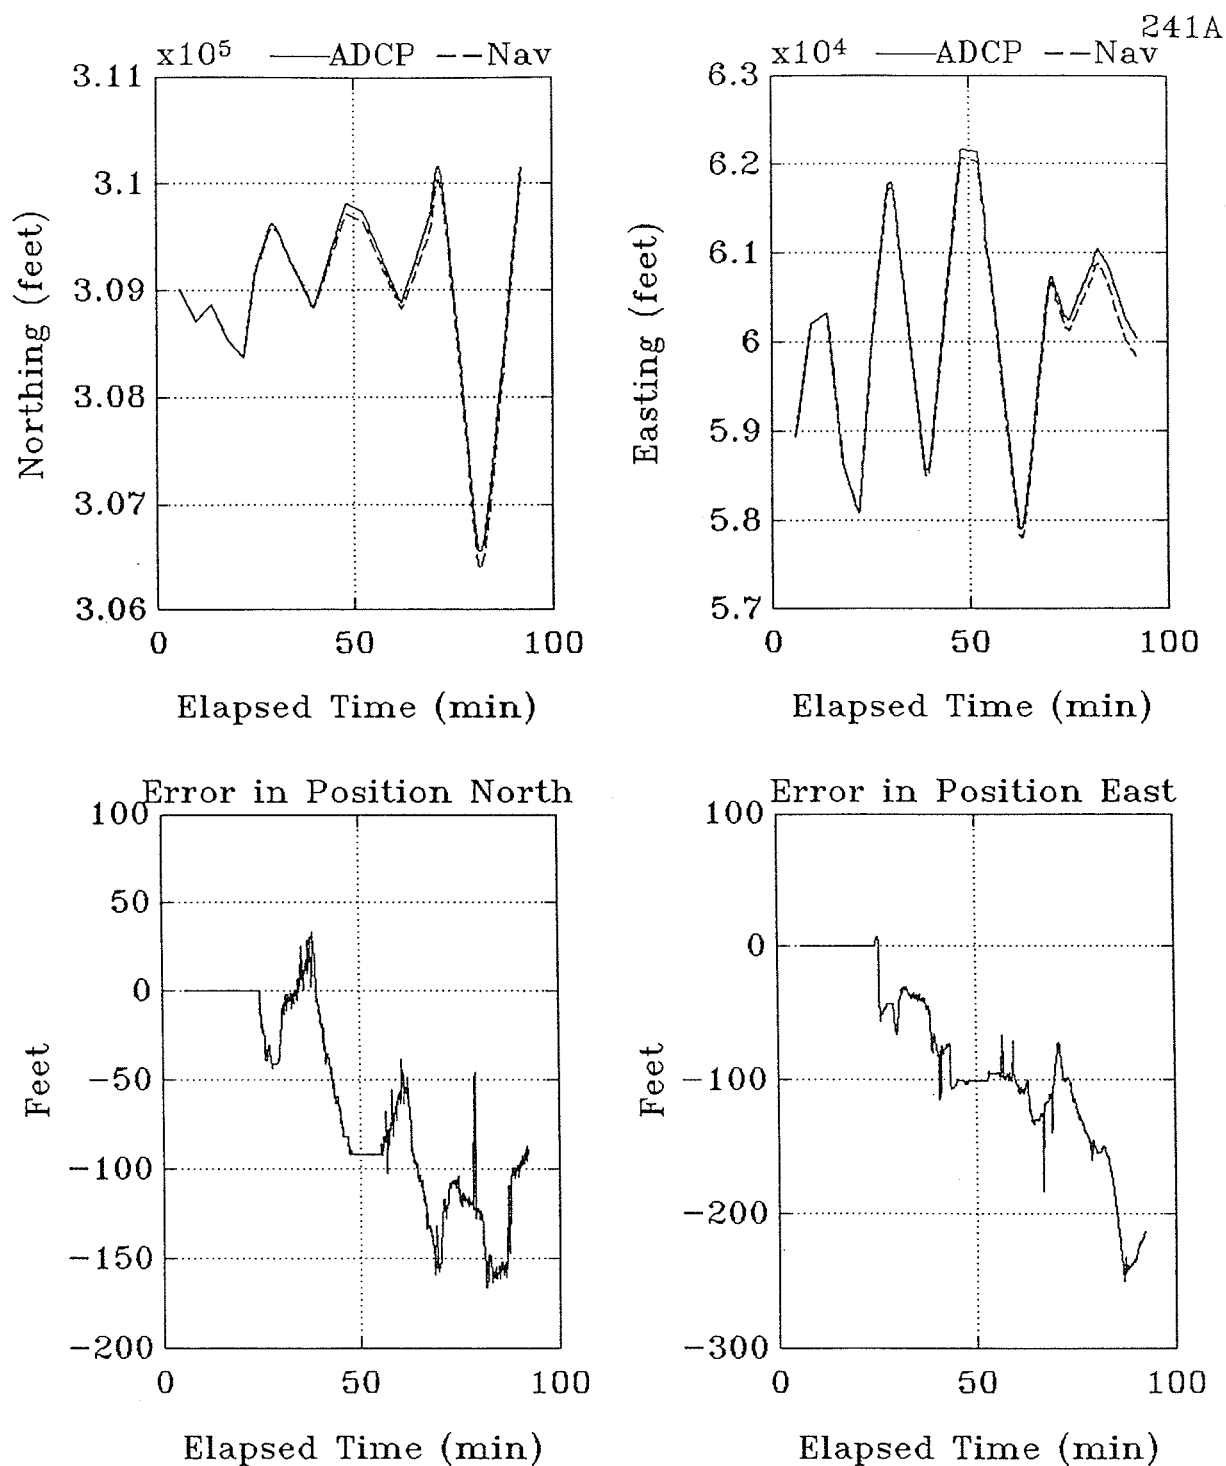 241A
x10⁵ ——ADCP --Nav
3.11
3.1
3.09
3.08
3.07
3.06
0 50 100
Northing (feet)
Elapsed Time (min)
x10⁴ ——ADCP --Nav
6.3
6.2
6.1
6
5.9
5.8
5.7
0 50 100
Easting (feet)
Elapsed Time (min)
Error in Position North
100
50
0
-50
-100
-150
-200
0 50 100
Feet
Elapsed Time (min)
Error in Position East
100
0
-100
-200
-300
0 50 100
Feet
Elapsed Time (min)